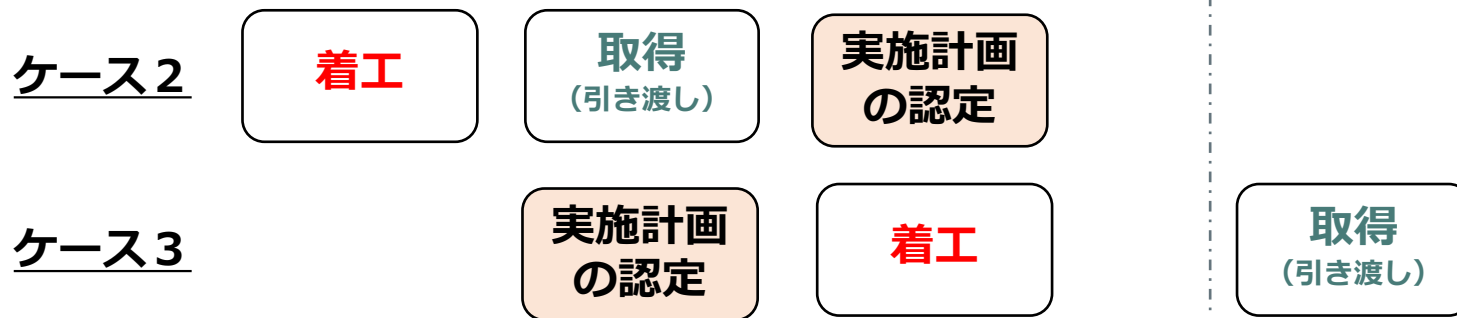 ケース２
着工
取得
（引き渡し）
実施計画
の認定
ケース３
実施計画
の認定
着工
取得
（引き渡し）